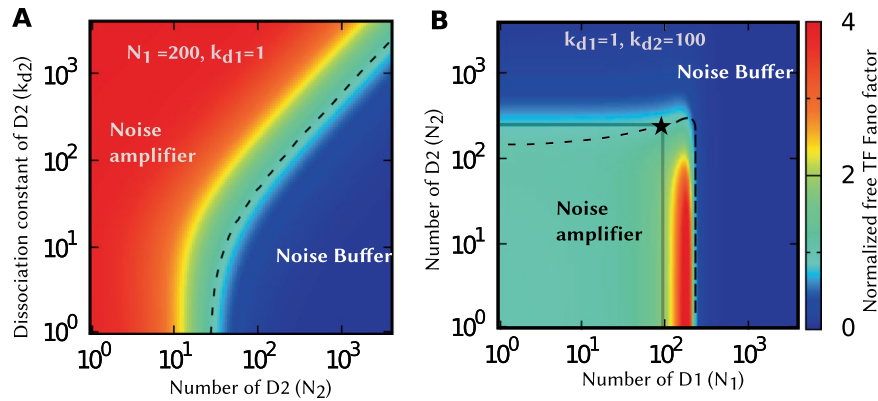 A
N1 =200, kd1=1
Noise
amplifier
Noise Buffer
Dissociation constant of D2 (kd2)
10^3
10^2
10^1
10^0
10^0 10^1 10^2 10^3
Number of D2 (N2)
B
kd1=1, kd2=100
Noise Buffer
Noise
amplifier
Number of D2 (N2)
10^3
10^2
10^1
10^0
10^0 10^1 10^2 10^3
Number of D1 (N1)
4
2
0
Normalized free TF Fano factor